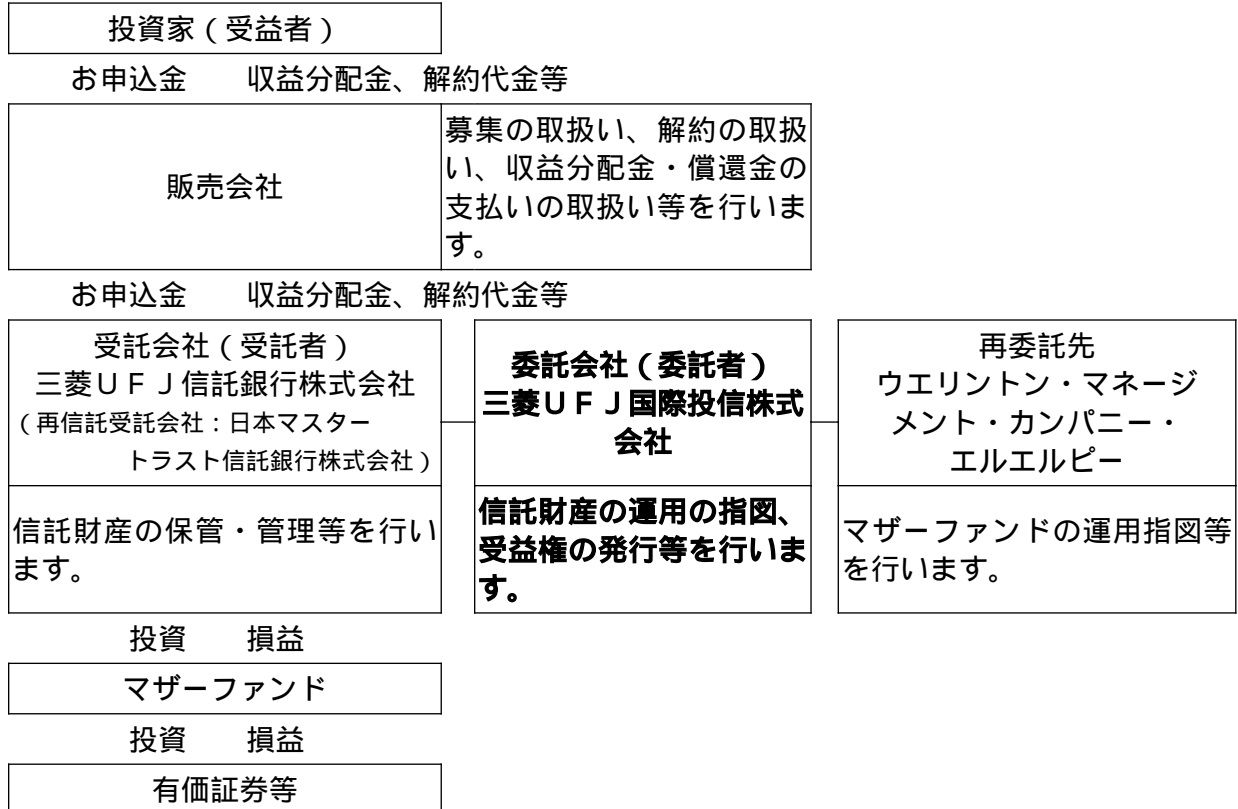 投資家（受益者）
お申込金　　収益分配金、解約代金等
販売会社
募集の取扱い、解約の取扱
い、収益分配金・償還金の
支払いの取扱い等を行いま
す。
お申込金　　収益分配金、解約代金等
受託会社（受託者）
三菱ＵＦＪ信託銀行株式会社
（再信託受託会社：日本マスター
トラスト信託銀行株式会社）
委託会社（委託者）
三菱ＵＦＪ国際投信株式
会社
再委託先
ウエリントン・マネージ
メント・カンパニー・
エルエルピー
信託財産の保管・管理等を行い
ます。
信託財産の運用の指図、
受益権の発行等を行いま
す。
マザーファンドの運用指図等
を行います。
投資　　損益
マザーファンド
投資　　損益
有価証券等